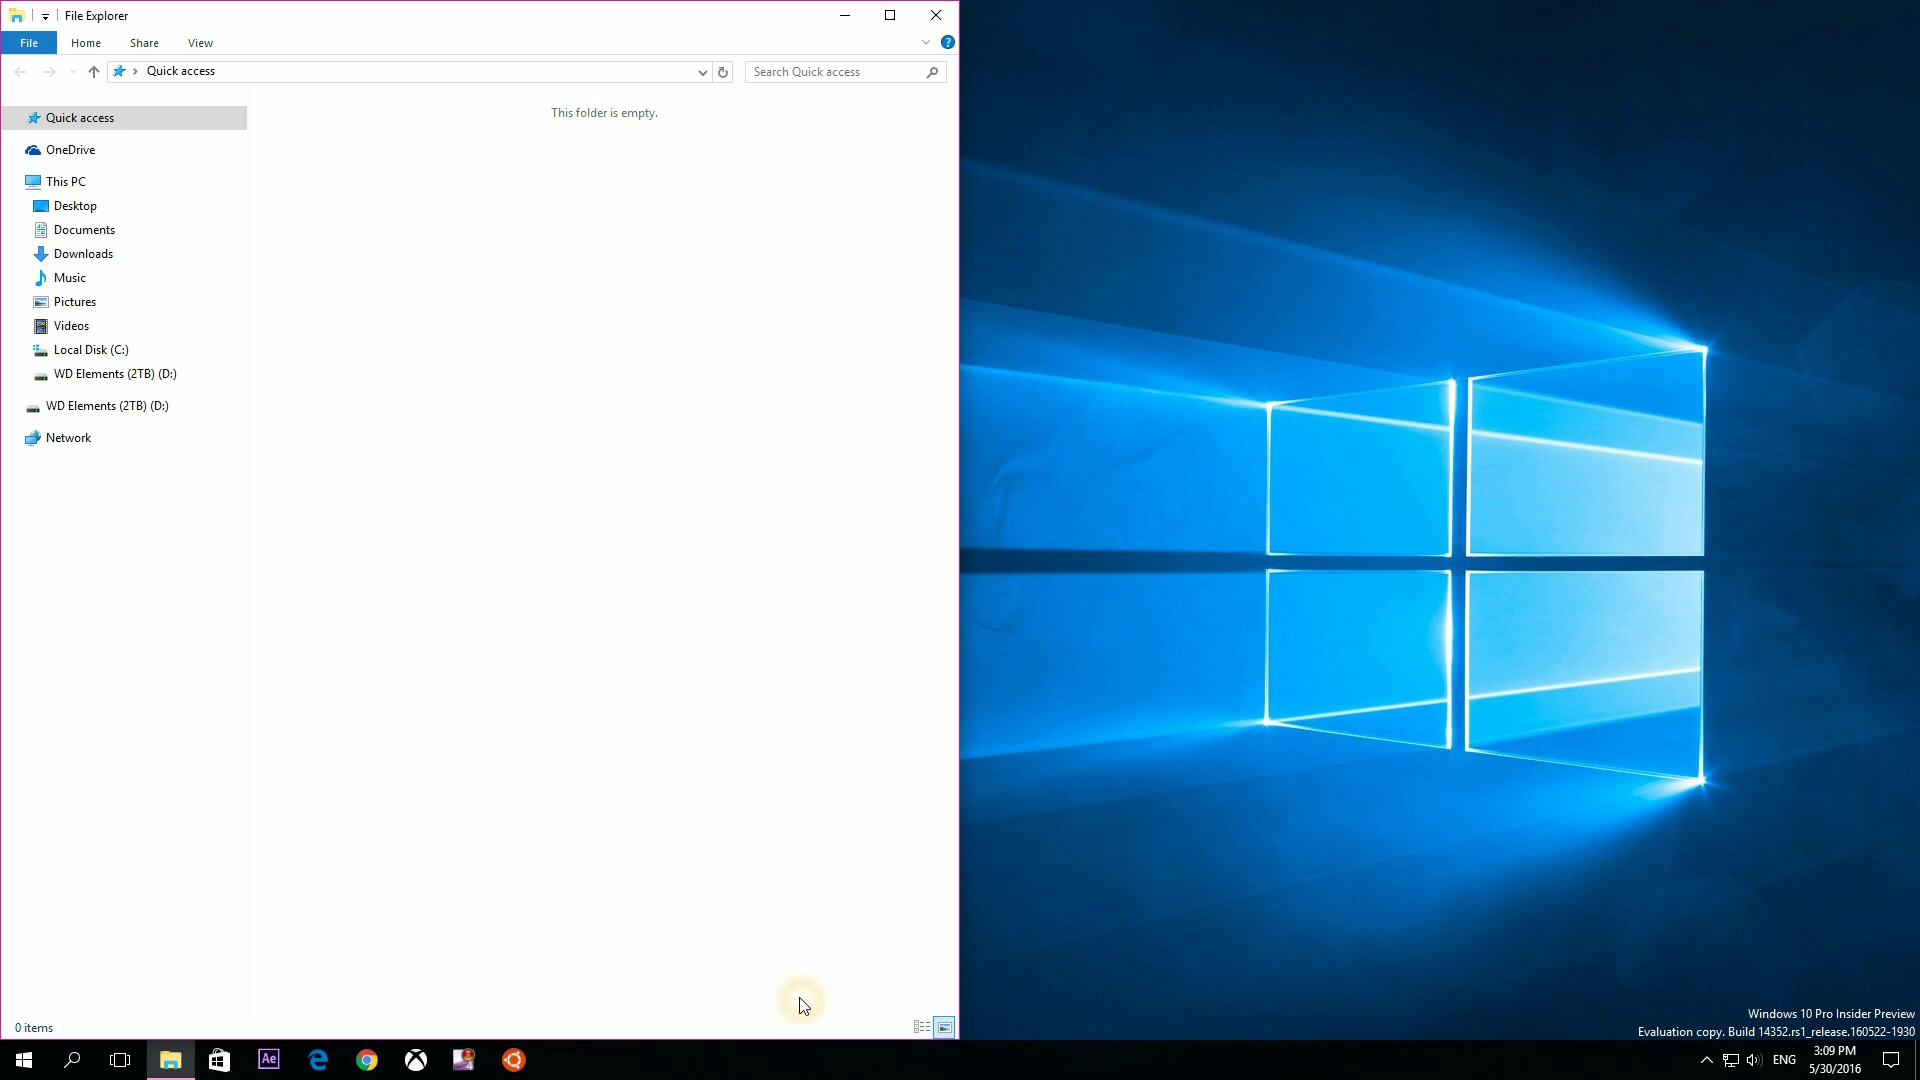 File Explorer
File Home Share View
Quick access
Search Quick access
This folder is empty.
Quick access
OneDrive
This PC
Desktop
Documents
Downloads
Music
Pictures
Videos
Local Disk (C:)
WD Elements (2TB) (D:)
WD Elements (2TB) (D:)
Network
0 items
Windows 10 Pro Insider Preview
Evaluation copy. Build 14352.rs1_release.160522-1930
Ae
ENG
3:09 PM
5/30/2016